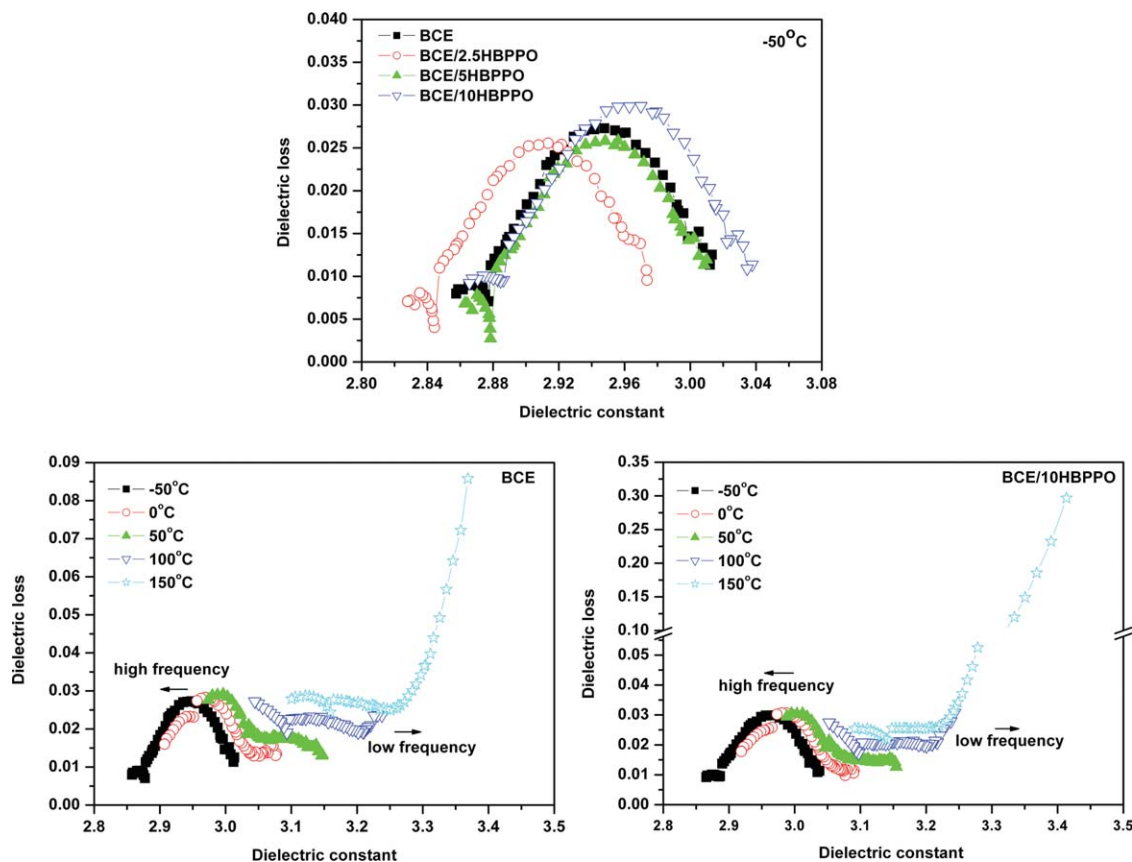 0.040
0.035
0.030
0.025
0.020
0.015
0.010
0.005
0.000
Dielectric loss
BCE
BCE/2.5HBPPO
BCE/5HBPPO
BCE/10HBPPO
-50°C
2.80 2.84 2.88 2.92 2.96 3.00 3.04 3.08
Dielectric constant
0.09
0.08
0.07
0.06
0.05
0.04
0.03
0.02
0.01
0.00
Dielectric loss
BCE
-50°C
0°C
50°C
100°C
150°C
high frequency
low frequency
2.8 2.9 3.0 3.1 3.2 3.3 3.4 3.5
Dielectric constant
0.35
0.30
0.25
0.20
0.15
0.10
0.05
0.04
0.03
0.02
0.01
0.00
Dielectric loss
BCE/10HBPPO
-50°C
0°C
50°C
100°C
150°C
high frequency
low frequency
2.8 2.9 3.0 3.1 3.2 3.3 3.4 3.5
Dielectric constant